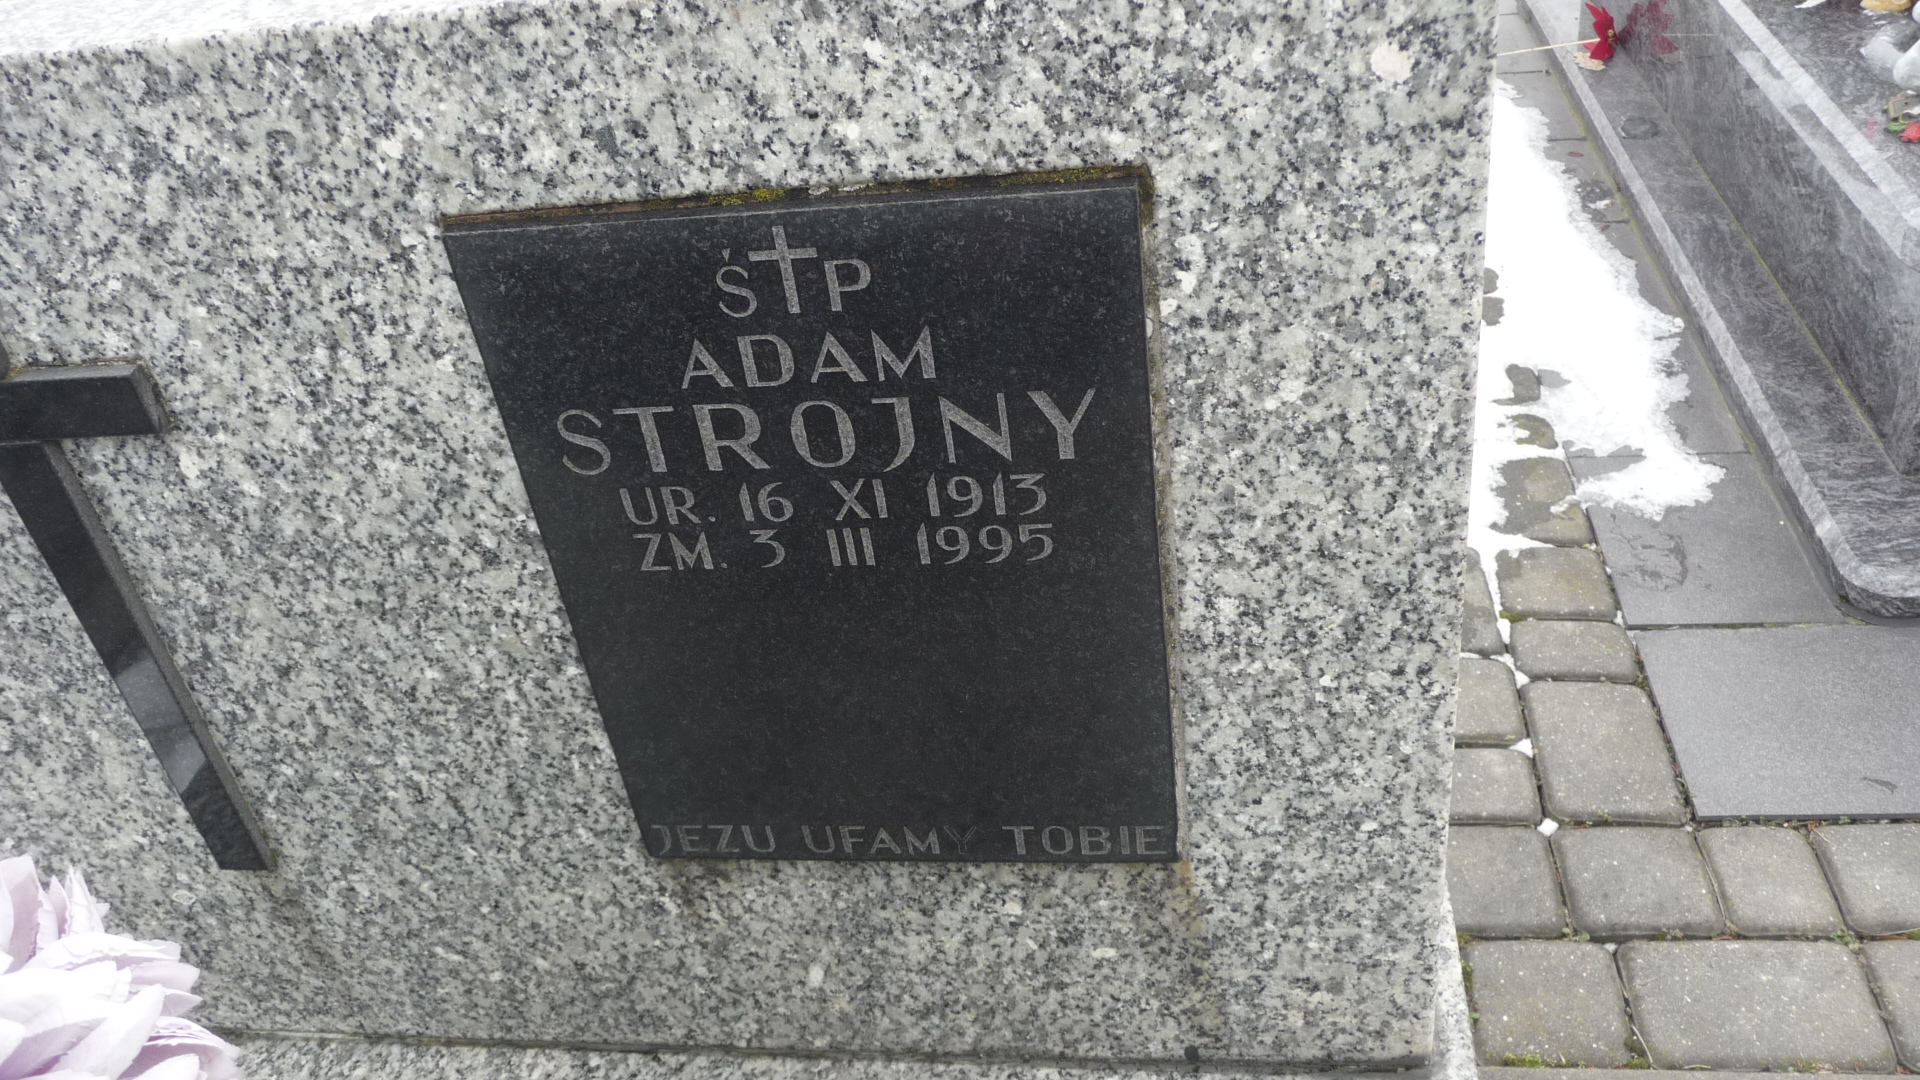 Ś✝P
ADAM
STROJNY
UR. 16 XI 1913
ZM. 3 III 1995
JEZU UFAMY TOBIE